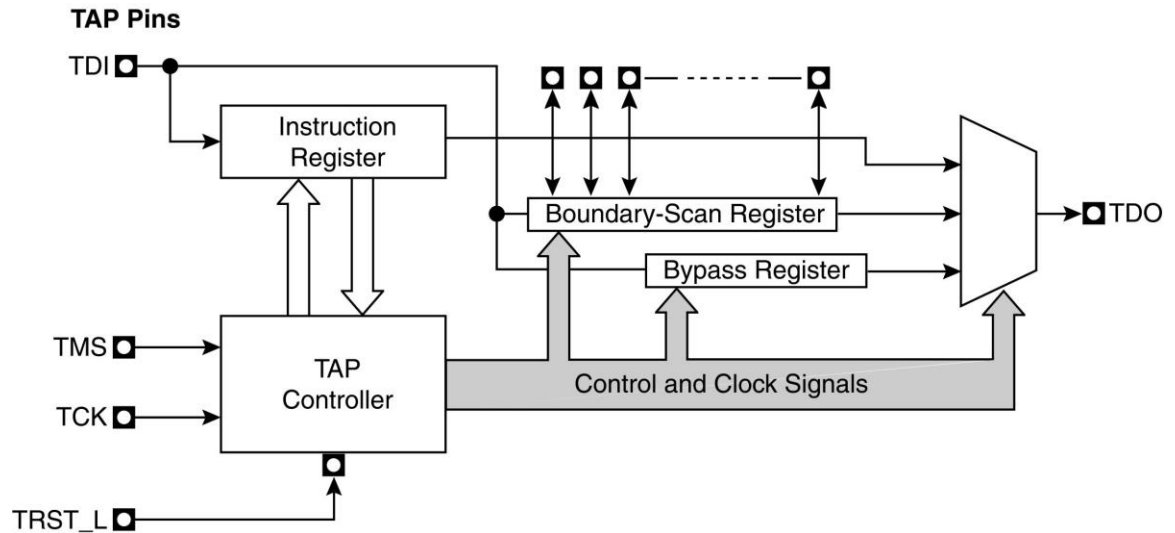 TAP Pins
TDI
Instruction
Register
Boundary-Scan Register
TDO
Bypass Register
TMS
TAP
Controller
Control and Clock Signals
TCK
TRST_L